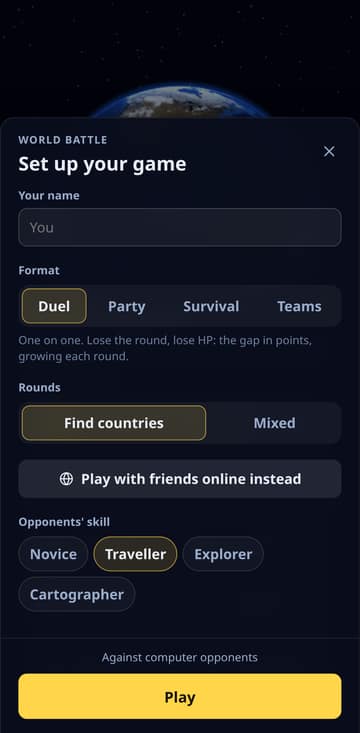 WORLD BATTLE
Set up your game
Your name
You
Format
Duel Party Survival Teams
One on one. Lose the round, lose HP: the gap in points,
growing each round.
Rounds
Find countries Mixed
Play with friends online instead
Opponents' skill
Novice Traveller Explorer
Cartographer
Against computer opponents
Play